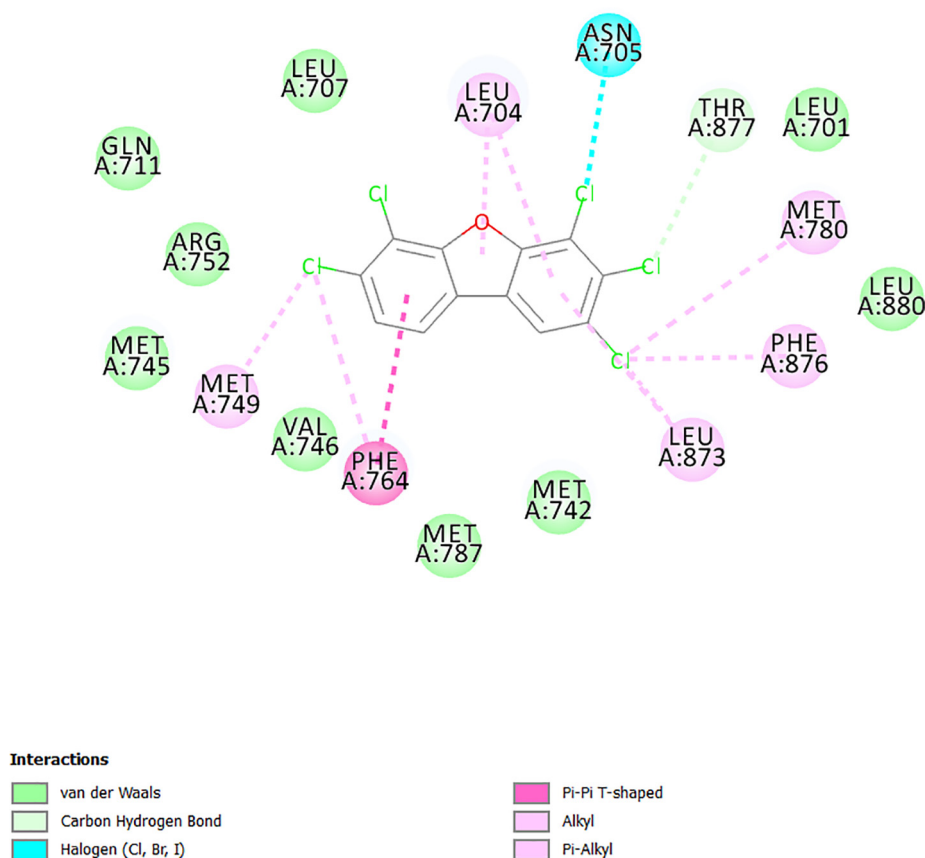 ASN
A:705
LEU
A:707
LEU
A:704
THR
A:877
LEU
A:701
GLN
A:711
Cl
Cl
MET
A:780
O
ARG
A:752
Cl
Cl
LEU
A:880
MET
A:745
Cl
PHE
A:876
MET
A:749
VAL
A:746
LEU
A:873
PHE
A:764
MET
A:742
MET
A:787
Interactions
van der Waals
Carbon Hydrogen Bond
Halogen (Cl, Br, I)
Pi-Pi T-shaped
Alkyl
Pi-Alkyl